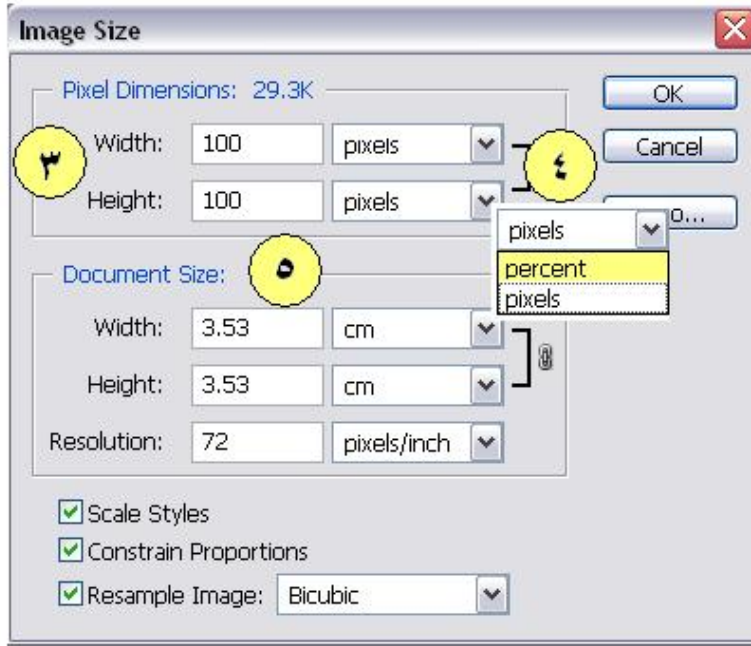 Image Size
Pixel Dimensions: 29.3K
OK
٣ Width: 100 pixels ٤ Cancel
Height: 100 pixels o...
pixels
percent
pixels
Document Size: ٥
Width: 3.53 cm
Height: 3.53 cm
Resolution: 72 pixels/inch
Scale Styles
Constrain Proportions
Resample Image: Bicubic